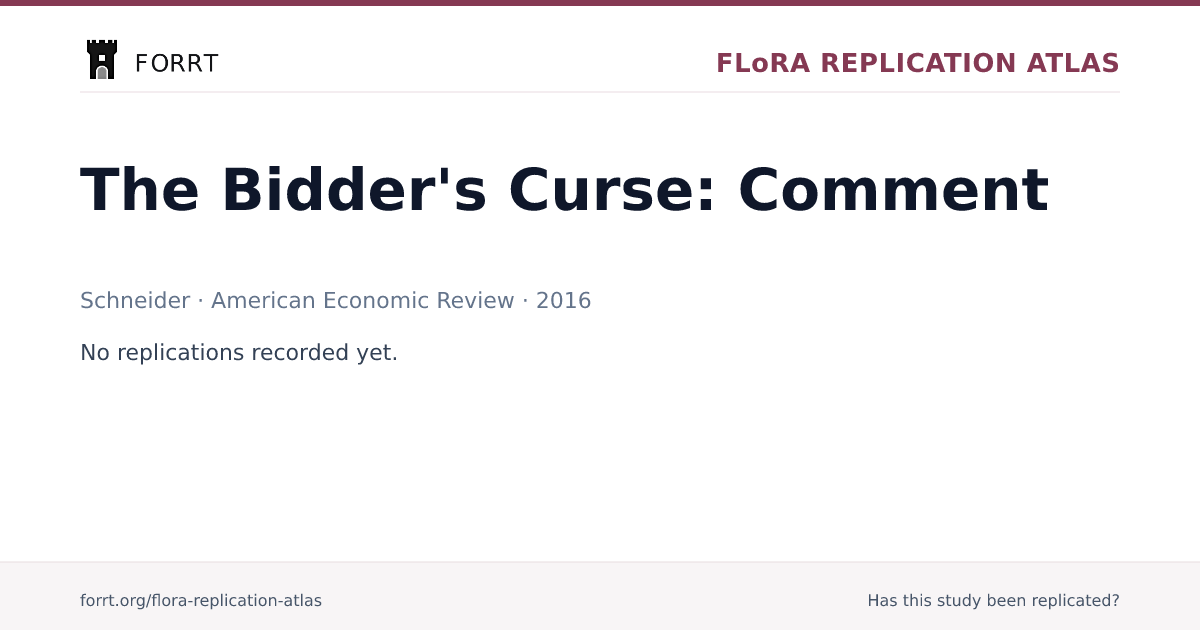 FORRT
FLoRA REPLICATION ATLAS
The Bidder's Curse: Comment
Schneider · American Economic Review · 2016
No replications recorded yet.
forrt.org/flora-replication-atlas
Has this study been replicated?